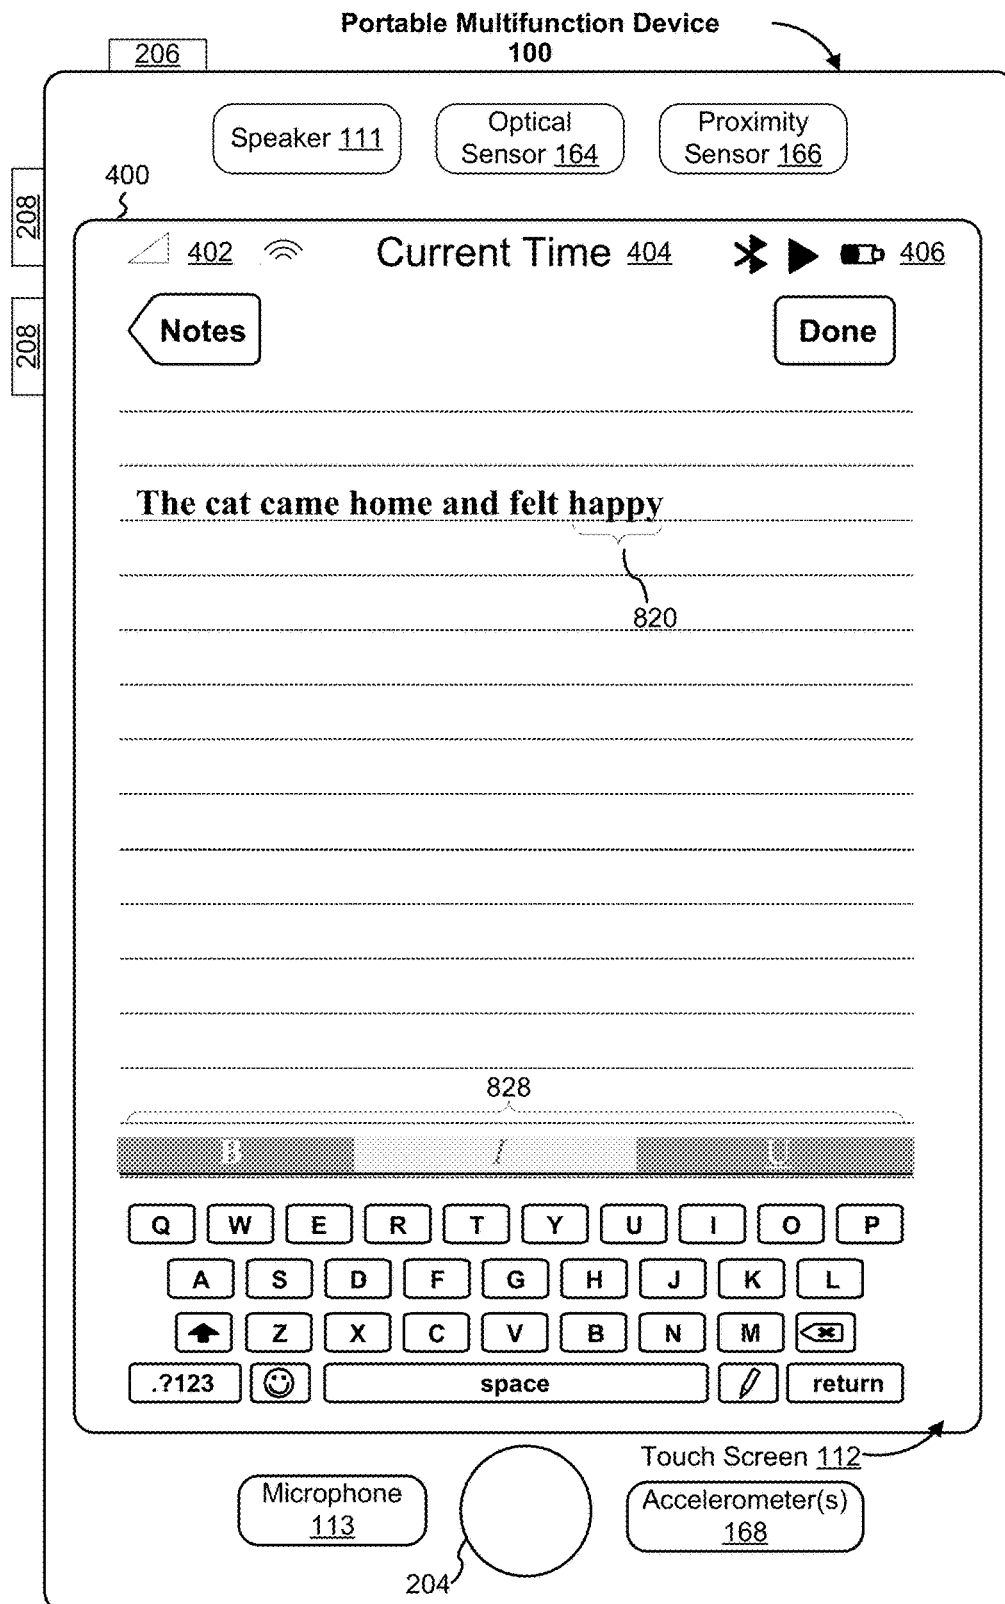 Portable Multifunction Device
100
206
Speaker 111
Optical
Sensor 164
Proximity
Sensor 166
208
400
402 Current Time 404 406
Notes Done
208
The cat came home and felt happy
820
828
B I U
Q W E R T Y U I O P
A S D F G H J K L
Z X C V B N M
.?123 space return
Touch Screen 112
Microphone
113
Accelerometer(s)
168
204